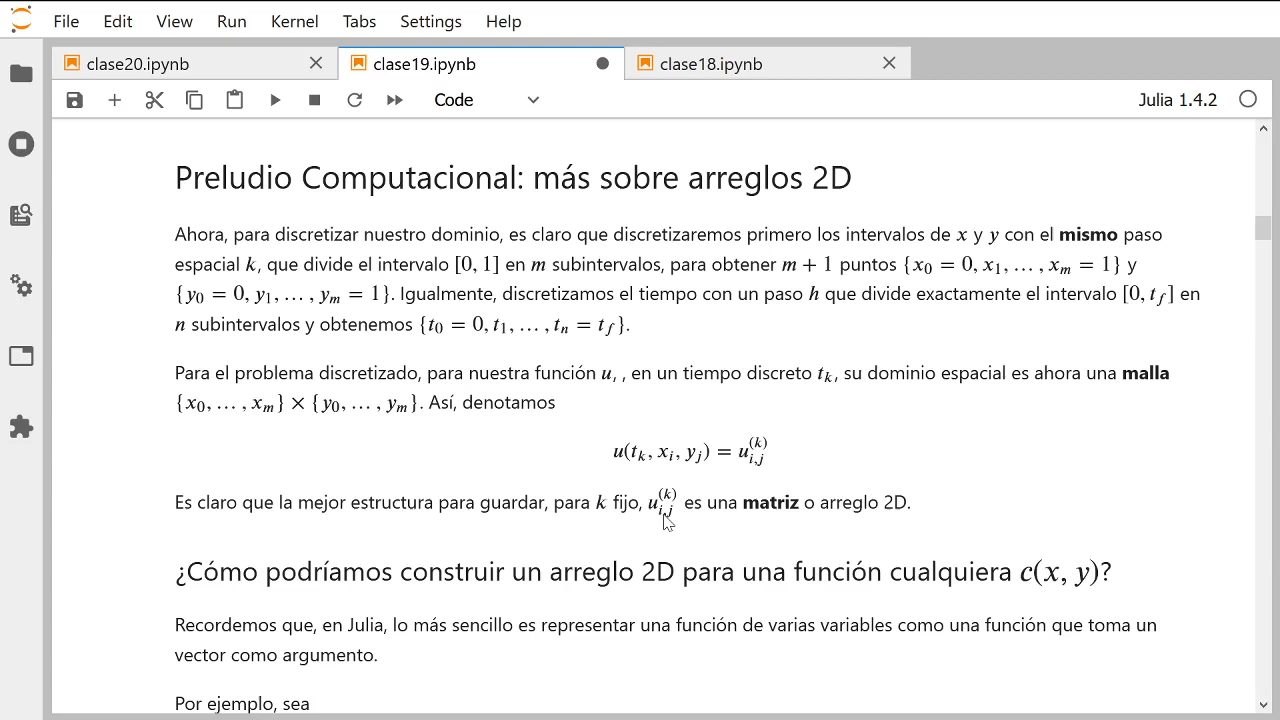 File Edit View Run Kernel Tabs Settings Help
clase20.ipynb clase19.ipynb clase18.ipynb
Code Julia 1.4.2
Preludio Computacional: más sobre arreglos 2D
Ahora, para discretizar nuestro dominio, es claro que discretizaremos primero los intervalos de x y y con el mismo paso
espacial k, que divide el intervalo [0, 1] en m subintervalos, para obtener m + 1 puntos {x₀ = 0, x₁, … , xₘ = 1} y
{y₀ = 0, y₁, … , yₘ = 1}. Igualmente, discretizamos el tiempo con un paso h que divide exactamente el intervalo [0, t_f] en
n subintervalos y obtenemos {t₀ = 0, t₁, … , tₙ = t_f}.
Para el problema discretizado, para nuestra función u, , en un tiempo discreto tₖ, su dominio espacial es ahora una malla
{x₀, … , xₘ} × {y₀, … , yₘ}. Así, denotamos
u(tₖ, xᵢ, yⱼ) = u_{i,j}^{(k)}
Es claro que la mejor estructura para guardar, para k fijo, u_{i,j}^{(k)} es una matriz o arreglo 2D.
¿Cómo podríamos construir un arreglo 2D para una función cualquiera c(x, y)?
Recordemos que, en Julia, lo más sencillo es representar una función de varias variables como una función que toma un
vector como argumento.
Por ejemplo, sea